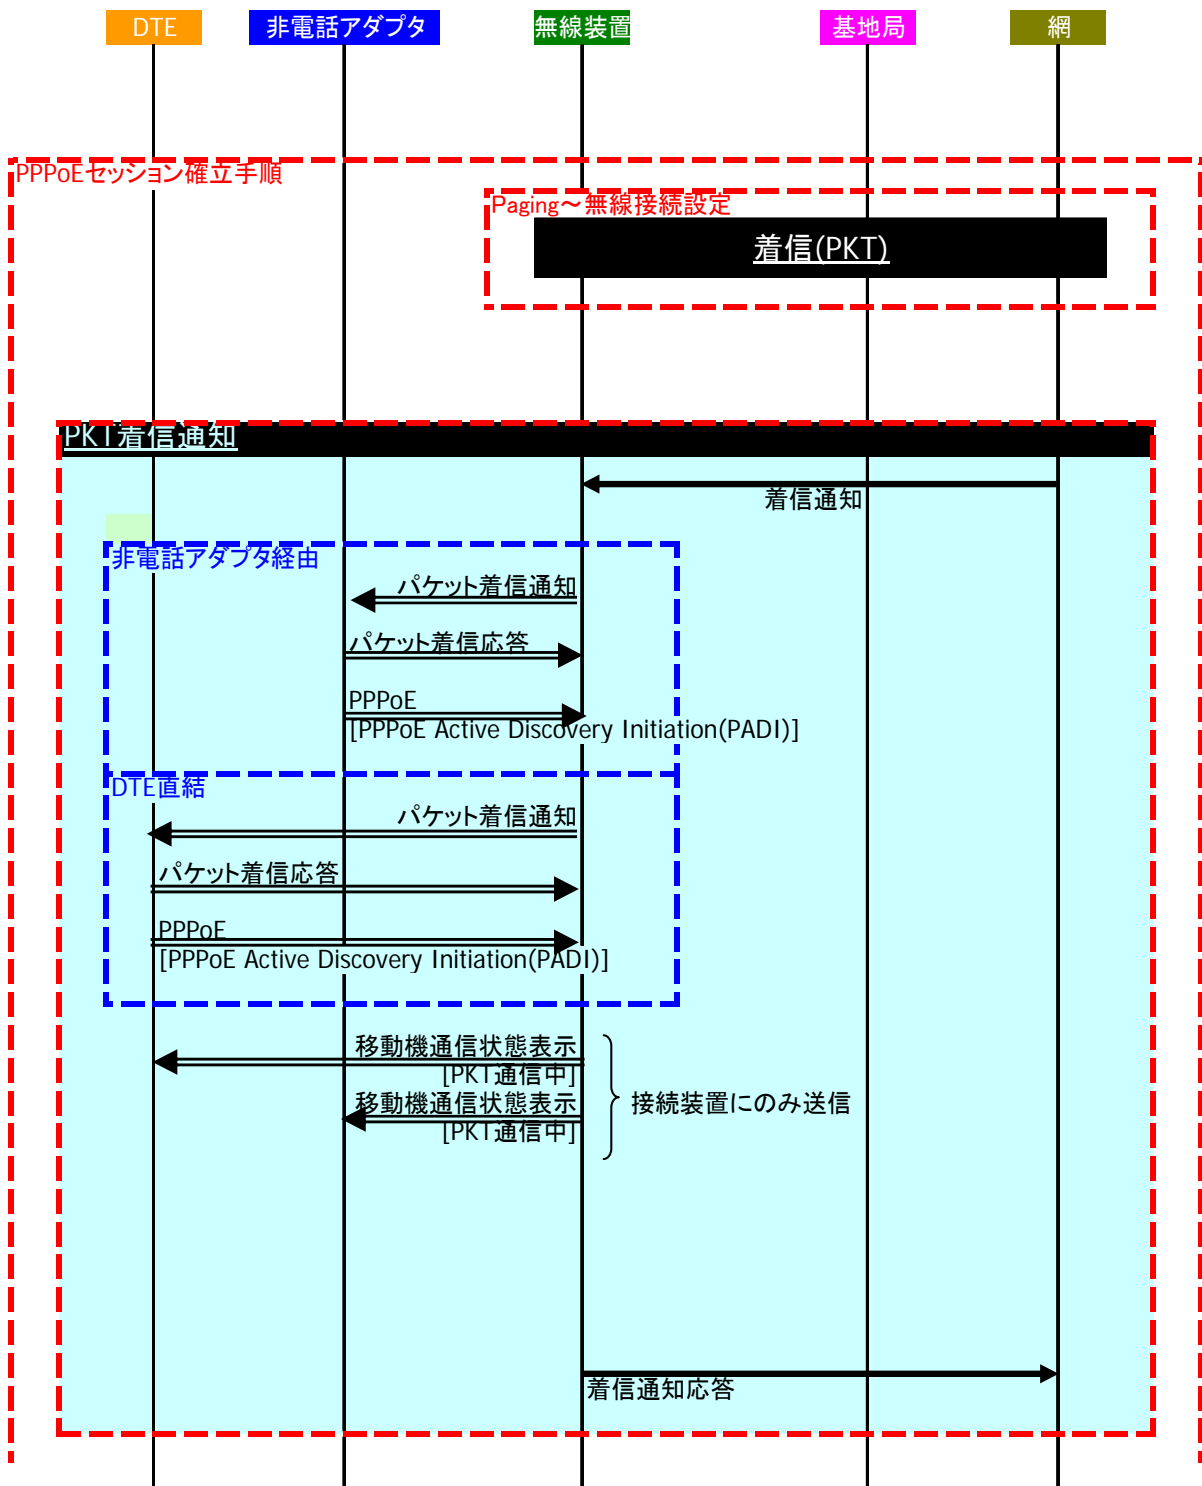 DTE
非電話アダプタ
無線装置
基地局
網
PPPoEセッション確立手順
Paging～無線接続設定
着信(PKT)
PKT着信通知
着信通知
非電話アダプタ経由
パケット着信通知
パケット着信応答
PPPoE
[PPPoE Active Discovery Initiation(PADI)]
DTE直結
パケット着信通知
パケット着信応答
PPPoE
[PPPoE Active Discovery Initiation(PADI)]
移動機通信状態表示
[PKT通信中]
移動機通信状態表示
[PKT通信中]
接続装置にのみ送信
着信通知応答